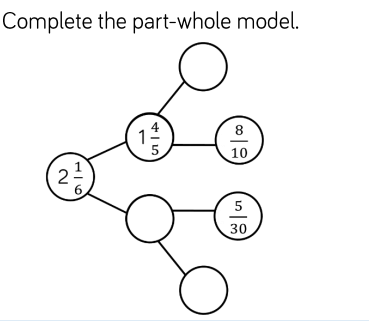 Complete the part-whole model.
1 4/5
8/10
2 1/6
5/30